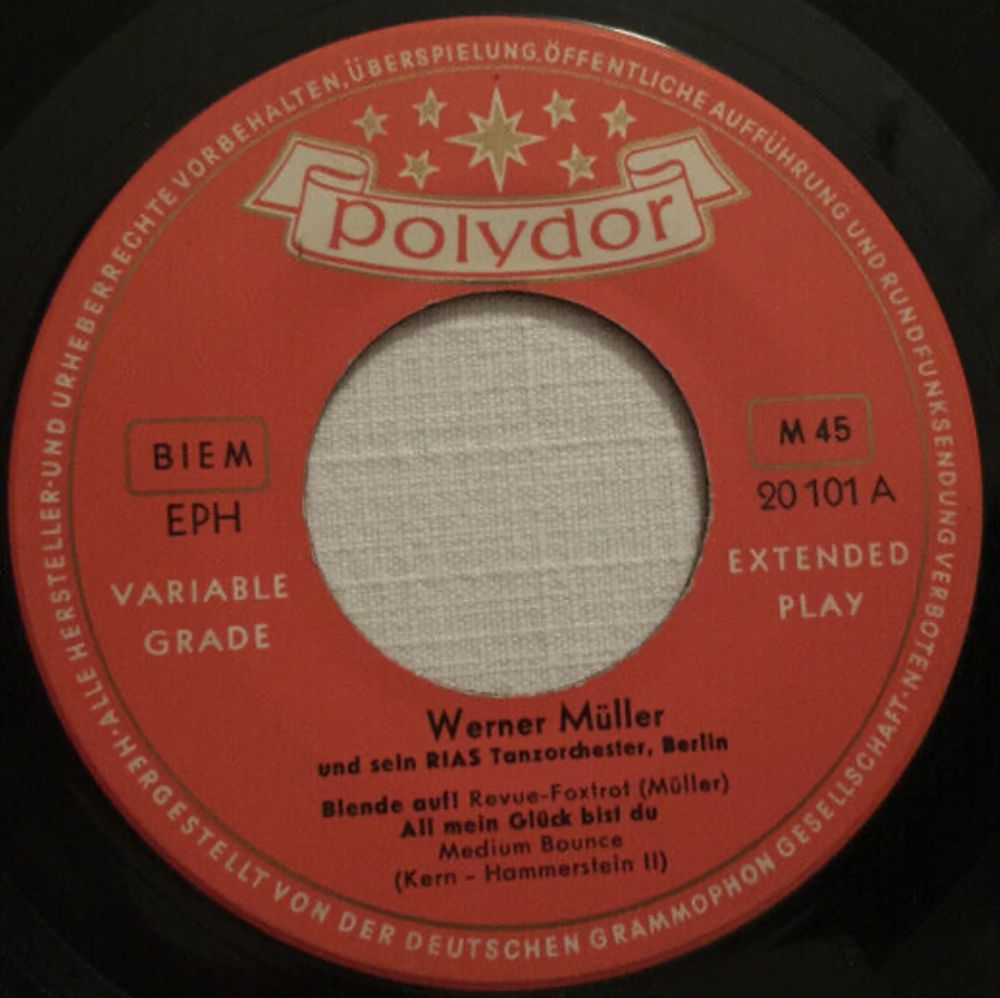 ALLE HERSTELLER-UND URHEBERRECHTE VORBEHALTEN,ÜBERSPIELUNG,ÖFFENTLICHE AUFFÜHRUNG UND RUNDFUNKSENDUNG VERBOTEN·
polydor
BIEM
EPH
VARIABLE
GRADE
M 45
20 101 A
EXTENDED
PLAY
Werner Müller
und sein RIAS Tanzorchester, Berlin
Blende auf! Revue-Foxtrot (Müller)
All mein Glück bist du
Medium Bounce
(Kern - Hammerstein II)
HERGESTELLT VON DER DEUTSCHEN GRAMMOPHON GESELLSCHAFT·